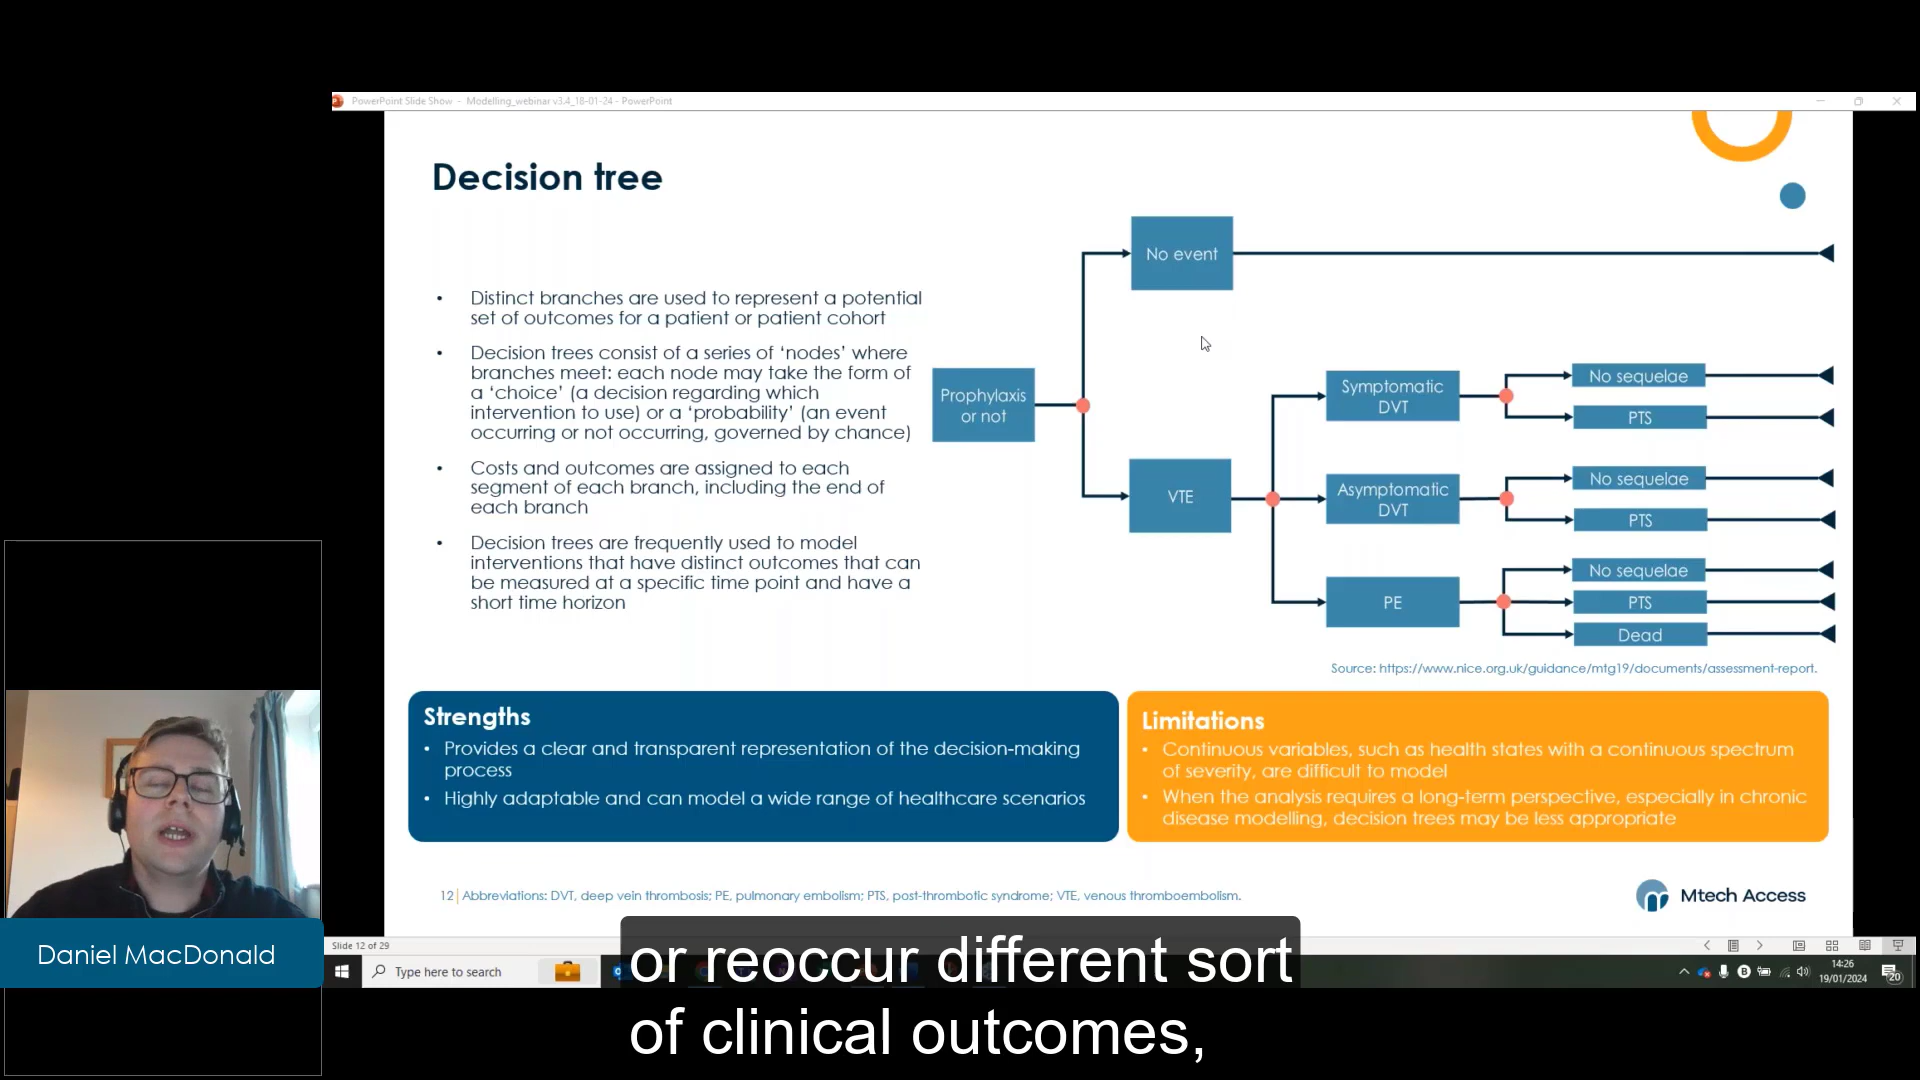 PowerPoint Slide Show - Modelling_webinar v3.4_18-01-24 - PowerPoint
Decision tree
• Distinct branches are used to represent a potential
set of outcomes for a patient or patient cohort
• Decision trees consist of a series of ‘nodes’ where
branches meet: each node may take the form of
a ‘choice’ (a decision regarding which
intervention to use) or a ‘probability’ (an event
occurring or not occurring, governed by chance)
• Costs and outcomes are assigned to each
segment of each branch, including the end of
each branch
• Decision trees are frequently used to model
interventions that have distinct outcomes that can
be measured at a specific time point and have a
short time horizon
Prophylaxis
or not
No event
VTE
Symptomatic
DVT
No sequelae
PTS
Asymptomatic
DVT
No sequelae
PTS
PE
No sequelae
PTS
Dead
Source: https://www.nice.org.uk/guidance/mtg19/documents/assessment-report.
Strengths
• Provides a clear and transparent representation of the decision-making
process
• Highly adaptable and can model a wide range of healthcare scenarios
Limitations
• Continuous variables, such as health states with a continuous spectrum
of severity, are difficult to model
• When the analysis requires a long-term perspective, especially in chronic
disease modelling, decision trees may be less appropriate
12 Abbreviations: DVT, deep vein thrombosis; PE, pulmonary embolism; PTS, post-thrombotic syndrome; VTE, venous thromboembolism.
Mtech Access
Daniel MacDonald
Slide 12 of 29
Type here to search
14:26
19/01/2024
20
or reoccur different sort
of clinical outcomes,